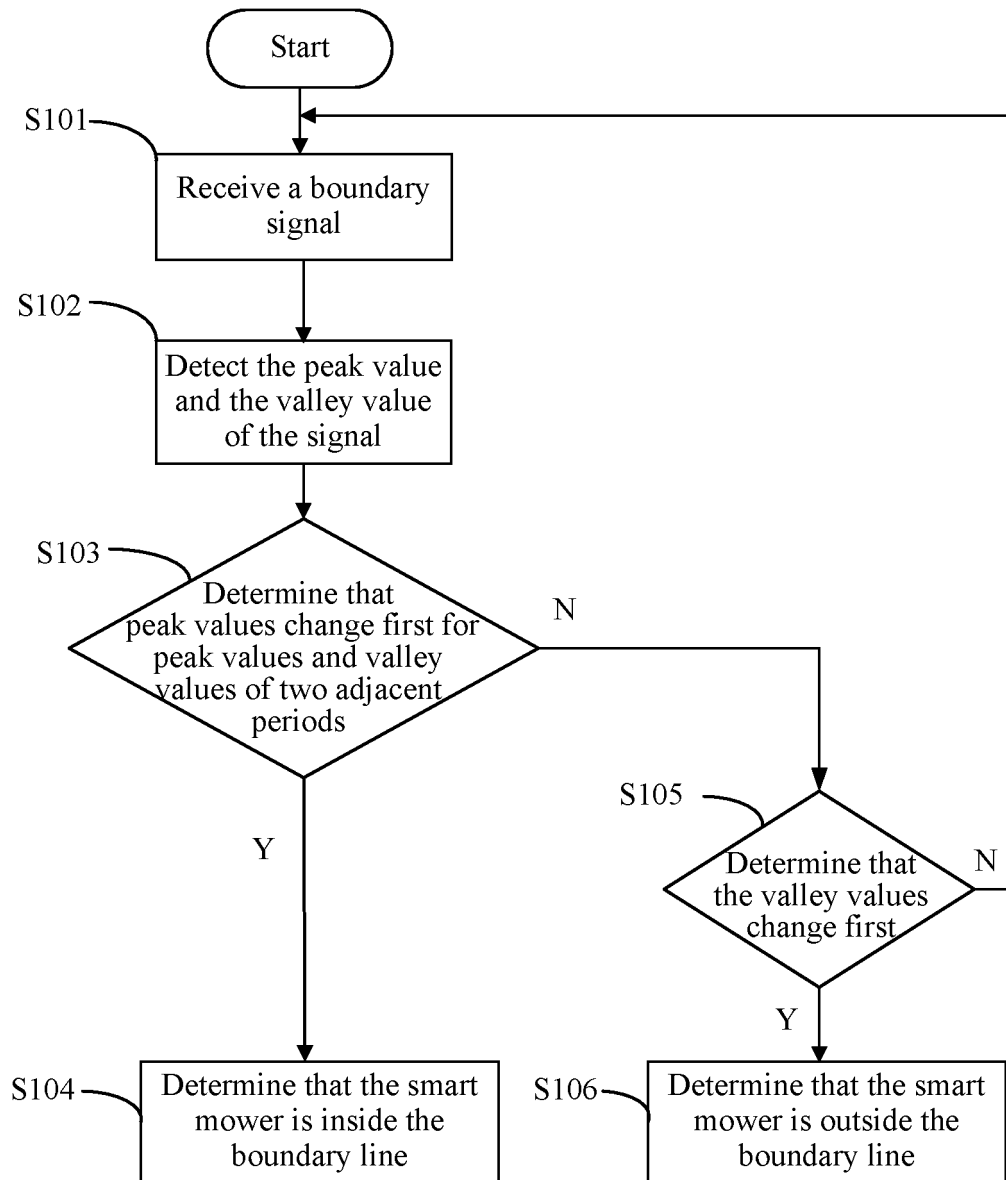 Start
S101
Receive a boundary
signal
S102
Detect the peak value
and the valley value
of the signal
S103
Determine that
peak values change first for
peak values and valley
values of two adjacent
periods
N
Y
S105
Determine that
the valley values
change first
N
Y
S104
Determine that the smart
mower is inside the
boundary line
S106
Determine that the smart
mower is outside the
boundary line